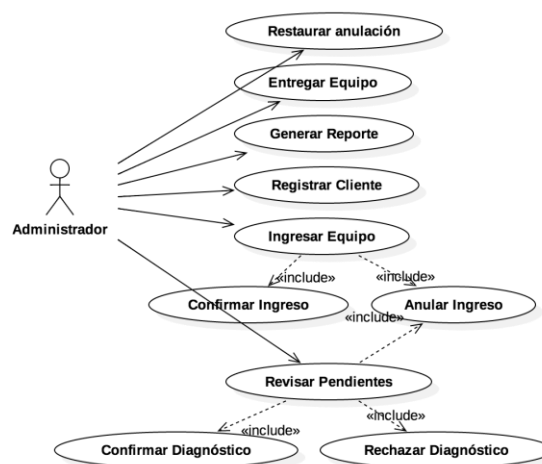 Restaurar anulación
Entregar Equipo
Generar Reporte
Registrar Cliente
Administrador
Ingresar Equipo
«include»
«include»
Confirmar Ingreso
Anular Ingreso
«include»
Revisar Pendientes
«include»
«include»
Confirmar Diagnóstico
Rechazar Diagnóstico